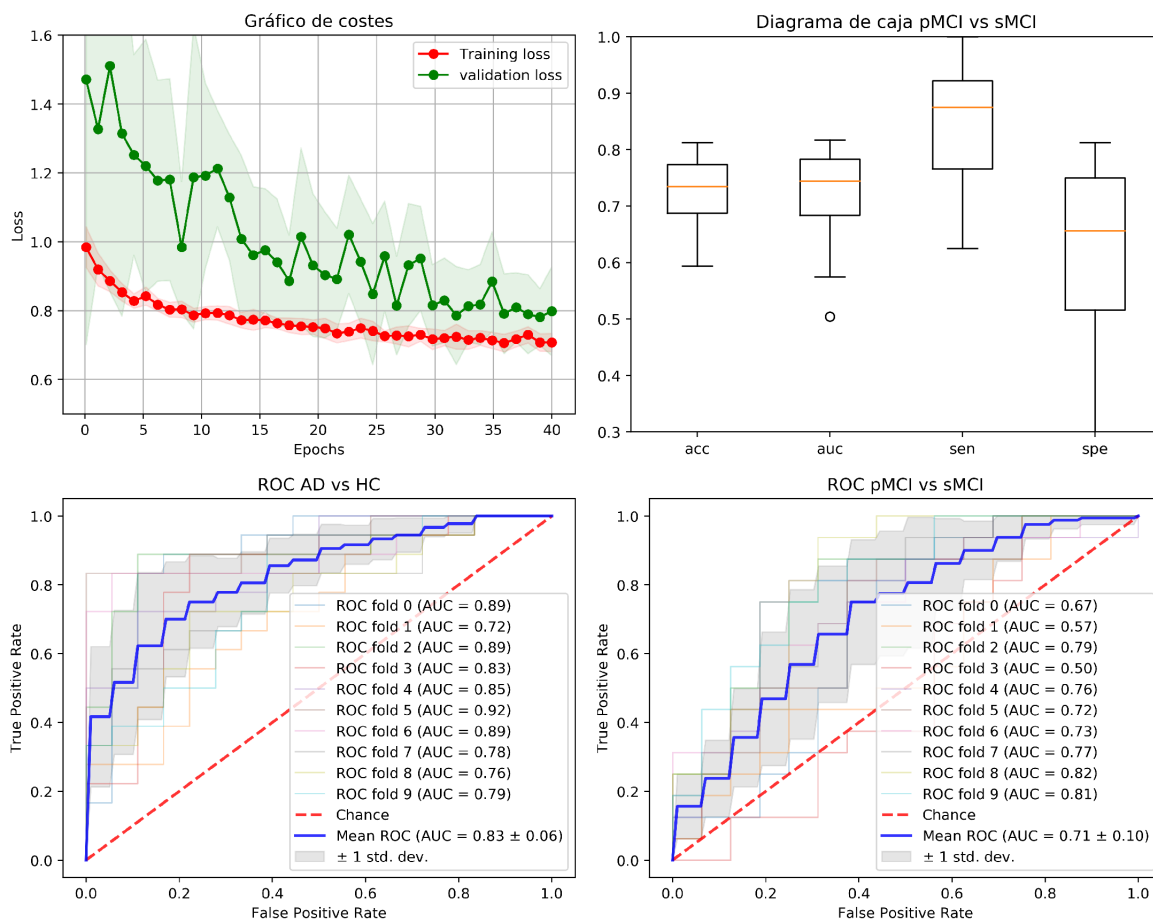 Gráfico de costes
1.6
1.4
1.2
1.0
0.8
0.6
Loss
0 5 10 15 20 25 30 35 40
Epochs
Training loss
validation loss
Diagrama de caja pMCI vs sMCI
1.0
0.9
0.8
0.7
0.6
0.5
0.4
0.3
acc auc sen spe
ROC AD vs HC
1.0
0.8
0.6
0.4
0.2
0.0
True Positive Rate
0.0 0.2 0.4 0.6 0.8 1.0
False Positive Rate
ROC fold 0 (AUC = 0.89)
ROC fold 1 (AUC = 0.72)
ROC fold 2 (AUC = 0.89)
ROC fold 3 (AUC = 0.83)
ROC fold 4 (AUC = 0.85)
ROC fold 5 (AUC = 0.92)
ROC fold 6 (AUC = 0.89)
ROC fold 7 (AUC = 0.78)
ROC fold 8 (AUC = 0.76)
ROC fold 9 (AUC = 0.79)
Chance
Mean ROC (AUC = 0.83 ± 0.06)
± 1 std. dev.
ROC pMCI vs sMCI
1.0
0.8
0.6
0.4
0.2
0.0
True Positive Rate
0.0 0.2 0.4 0.6 0.8 1.0
False Positive Rate
ROC fold 0 (AUC = 0.67)
ROC fold 1 (AUC = 0.57)
ROC fold 2 (AUC = 0.79)
ROC fold 3 (AUC = 0.50)
ROC fold 4 (AUC = 0.76)
ROC fold 5 (AUC = 0.72)
ROC fold 6 (AUC = 0.73)
ROC fold 7 (AUC = 0.77)
ROC fold 8 (AUC = 0.82)
ROC fold 9 (AUC = 0.81)
Chance
Mean ROC (AUC = 0.71 ± 0.10)
± 1 std. dev.